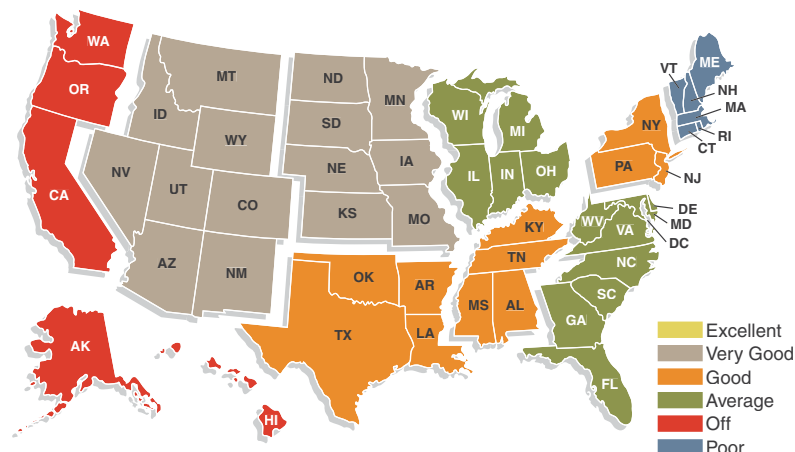 WA
OR
CA
AK
HI
MT
ID
WY
NV
UT
CO
AZ
NM
ND
SD
NE
KS
MN
IA
MO
OK
AR
TX
LA
WI
MI
IL
IN
OH
KY
TN
MS
AL
NY
PA
NJ
VT
ME
NH
MA
RI
CT
DE
MD
DC
WV
VA
NC
SC
GA
FL
Excellent
Very Good
Good
Average
Off
Poor